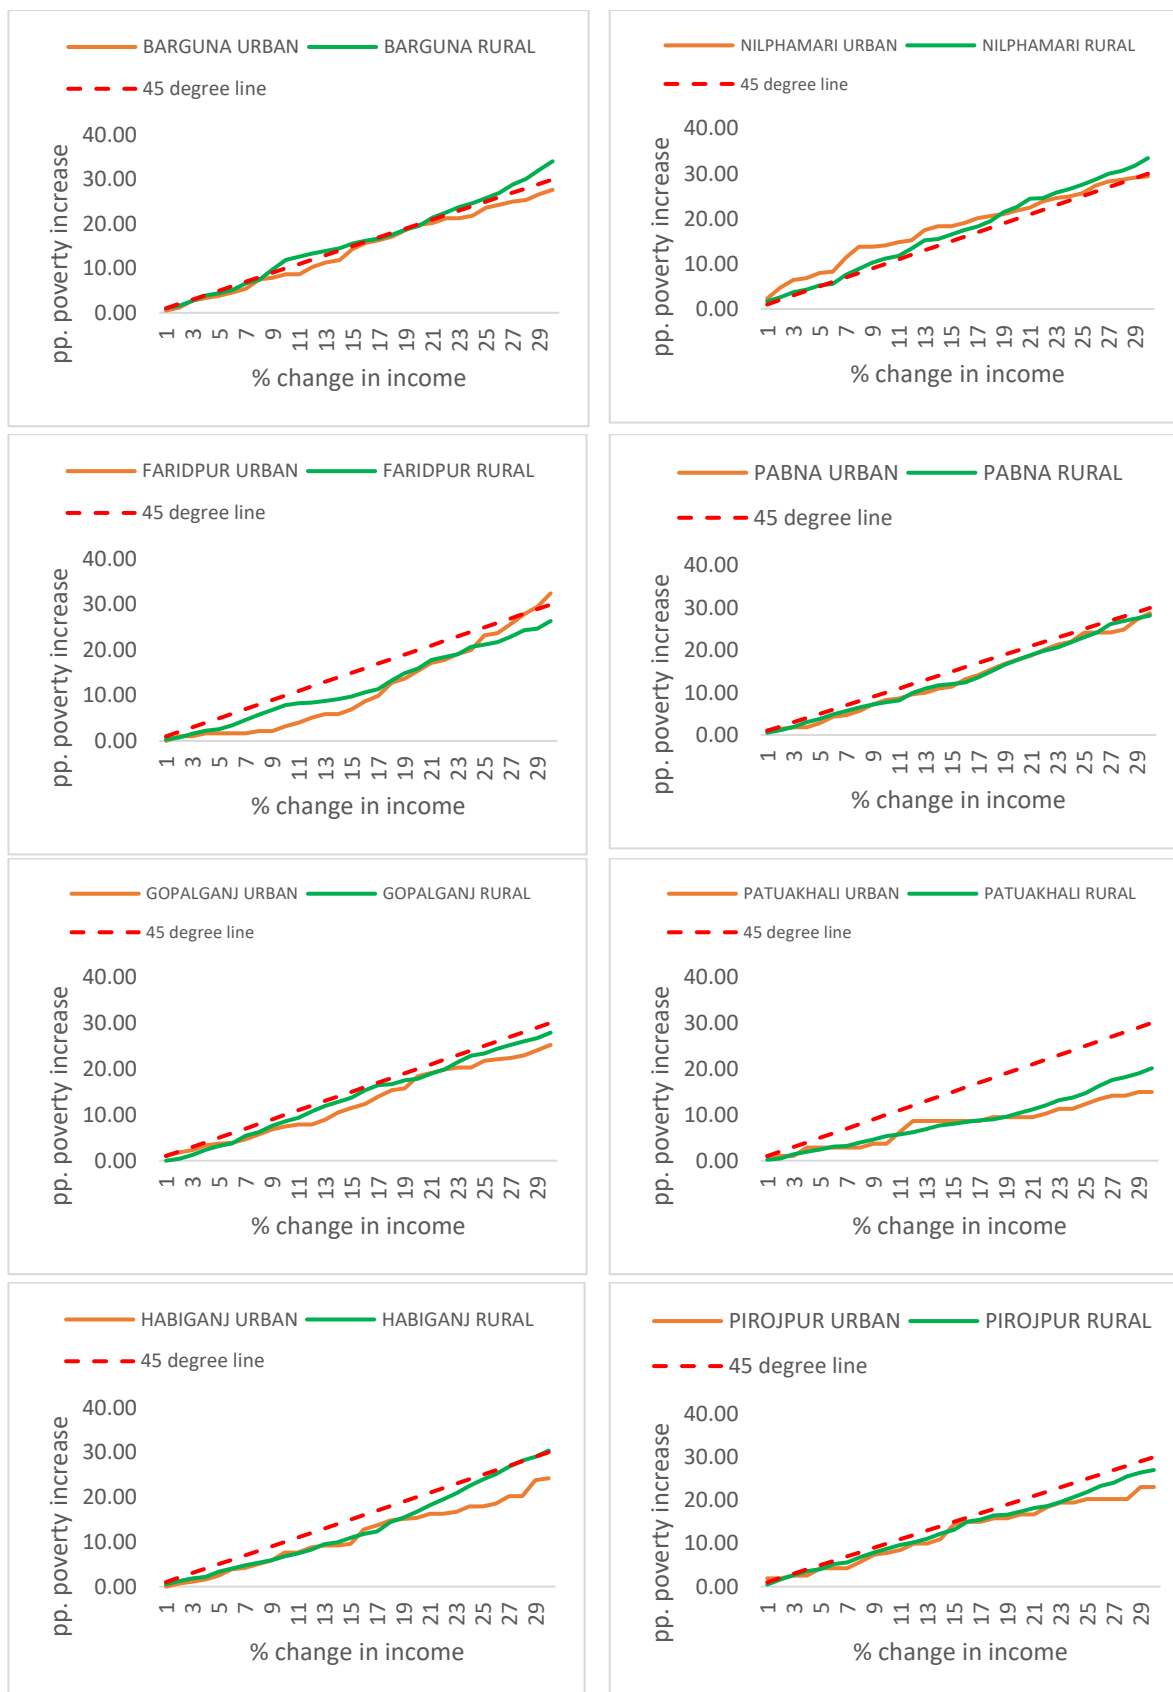 BARGUNA URBAN BARGUNA RURAL
45 degree line
pp. poverty increase
40.00
30.00
20.00
10.00
0.00
1 3 5 7 9 11 13 15 17 19 21 23 25 27 29
% change in income
NILPHAMARI URBAN NILPHAMARI RURAL
45 degree line
pp. poverty increase
40.00
30.00
20.00
10.00
0.00
1 3 5 7 9 11 13 15 17 19 21 23 25 27 29
% change in income
FARIDPUR URBAN FARIDPUR RURAL
45 degree line
pp. poverty increase
40.00
30.00
20.00
10.00
0.00
1 3 5 7 9 11 13 15 17 19 21 23 25 27 29
% change in income
PABNA URBAN PABNA RURAL
45 degree line
pp. poverty increase
40.00
30.00
20.00
10.00
0.00
1 3 5 7 9 11 13 15 17 19 21 23 25 27 29
% change in income
GOPALGANJ URBAN GOPALGANJ RURAL
45 degree line
pp. poverty increase
40.00
30.00
20.00
10.00
0.00
1 3 5 7 9 11 13 15 17 19 21 23 25 27 29
% change in income
PATUAKHALI URBAN PATUAKHALI RURAL
45 degree line
pp. poverty increase
40.00
30.00
20.00
10.00
0.00
1 3 5 7 9 11 13 15 17 19 21 23 25 27 29
% change in income
HABIGANJ URBAN HABIGANJ RURAL
45 degree line
pp. poverty increase
40.00
30.00
20.00
10.00
0.00
1 3 5 7 9 11 13 15 17 19 21 23 25 27 29
% change in income
PIROJPUR URBAN PIROJPUR RURAL
45 degree line
pp. poverty increase
40.00
30.00
20.00
10.00
0.00
1 3 5 7 9 11 13 15 17 19 21 23 25 27 29
% change in income